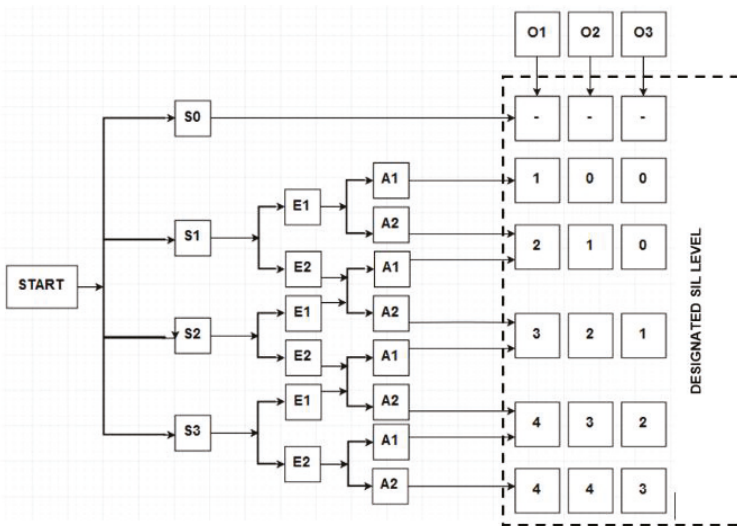 O1 O2 O3
S0 - - -
A1 1 0 0
E1
A2
S1 2 1 0
E2 A1
START
E1 A2
S2 3 2 1
E2 A1
E1 A2
4 3 2
S3 A1
E2
A2 4 4 3
DESIGNATED SIL LEVEL